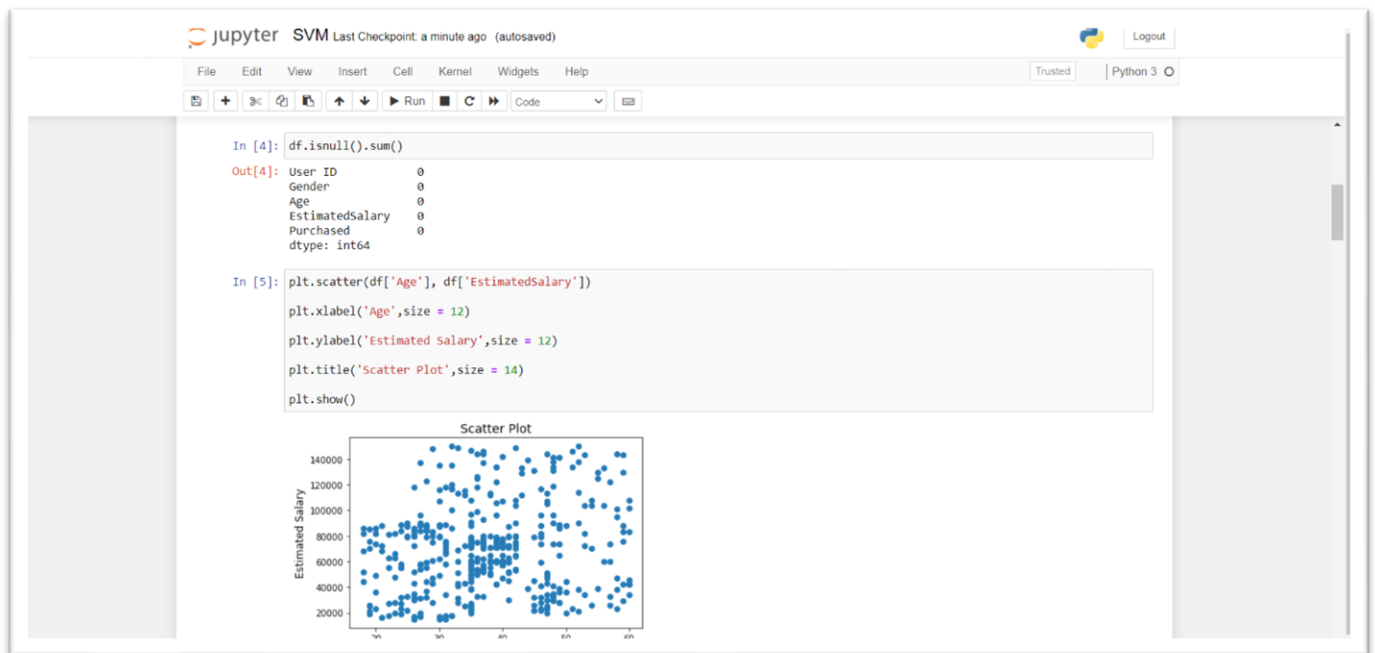 jupyter SVM Last Checkpoint: a minute ago (autosaved) Logout
File Edit View Insert Cell Kernel Widgets Help Trusted Python 3
Run Code
In [4]: df.isnull().sum()
Out[4]: User ID 0
Gender 0
Age 0
EstimatedSalary 0
Purchased 0
dtype: int64
In [5]: plt.scatter(df['Age'], df['EstimatedSalary'])
plt.xlabel('Age',size = 12)
plt.ylabel('Estimated Salary',size = 12)
plt.title('Scatter Plot',size = 14)
plt.show()
Scatter Plot
Estimated Salary
140000
120000
100000
80000
60000
40000
20000
20 30 40 50 60